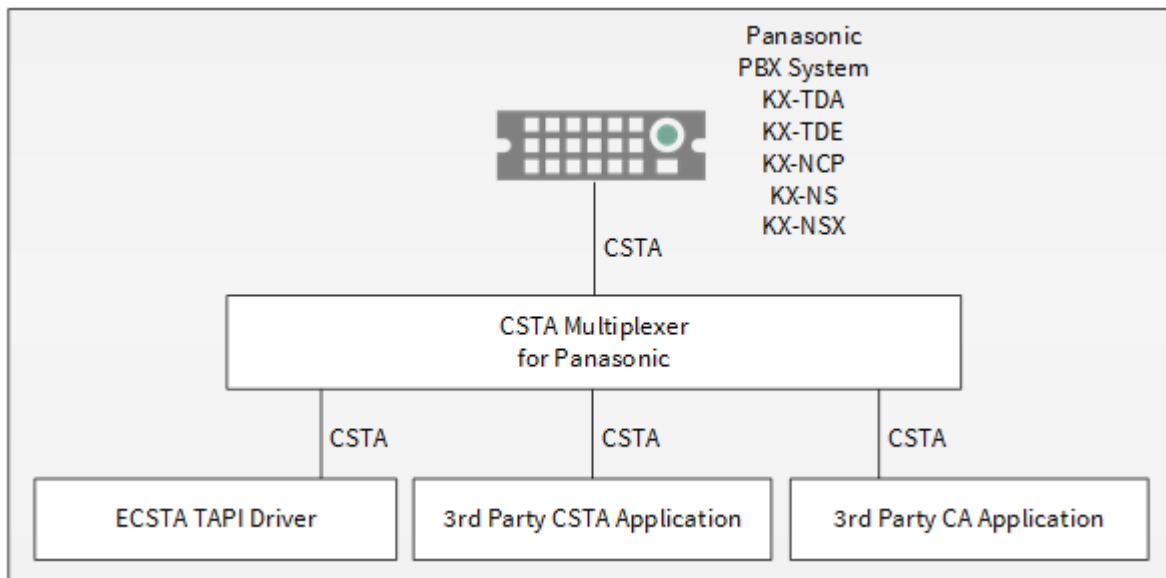 Panasonic
PBX System
KX-TDA
KX-TDE
KX-NCP
KX-NS
KX-NSX
CSTA
CSTA Multiplexer
for Panasonic
CSTA
CSTA
CSTA
ECSTA TAPI Driver
3rd Party CSTA Application
3rd Party CA Application